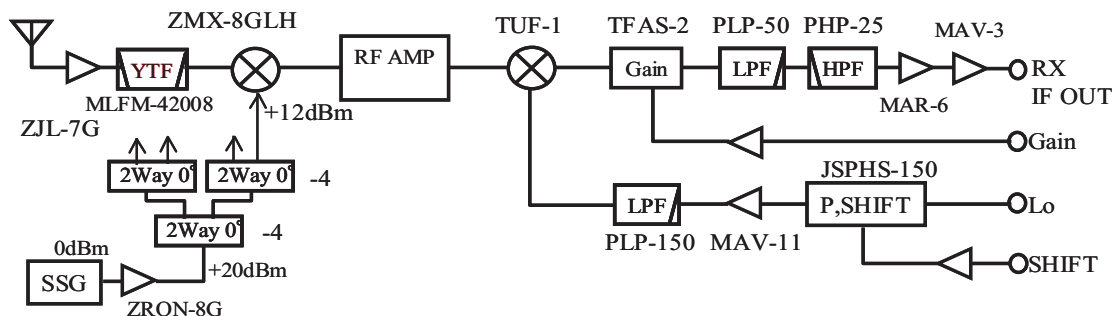 ZMX-8GLH
TUF-1
TFAS-2
PLP-50
PHP-25
MAV-3
YTF
RF AMP
Gain
LPF
HPF
RX
IF OUT
MLFM-42008
+12dBm
MAR-6
ZJL-7G
Gain
2Way 0°
2Way 0°
-4
JSPHS-150
LPF
P,SHIFT
Lo
2Way 0°
-4
PLP-150
MAV-11
0dBm
+20dBm
SHIFT
SSG
ZRON-8G